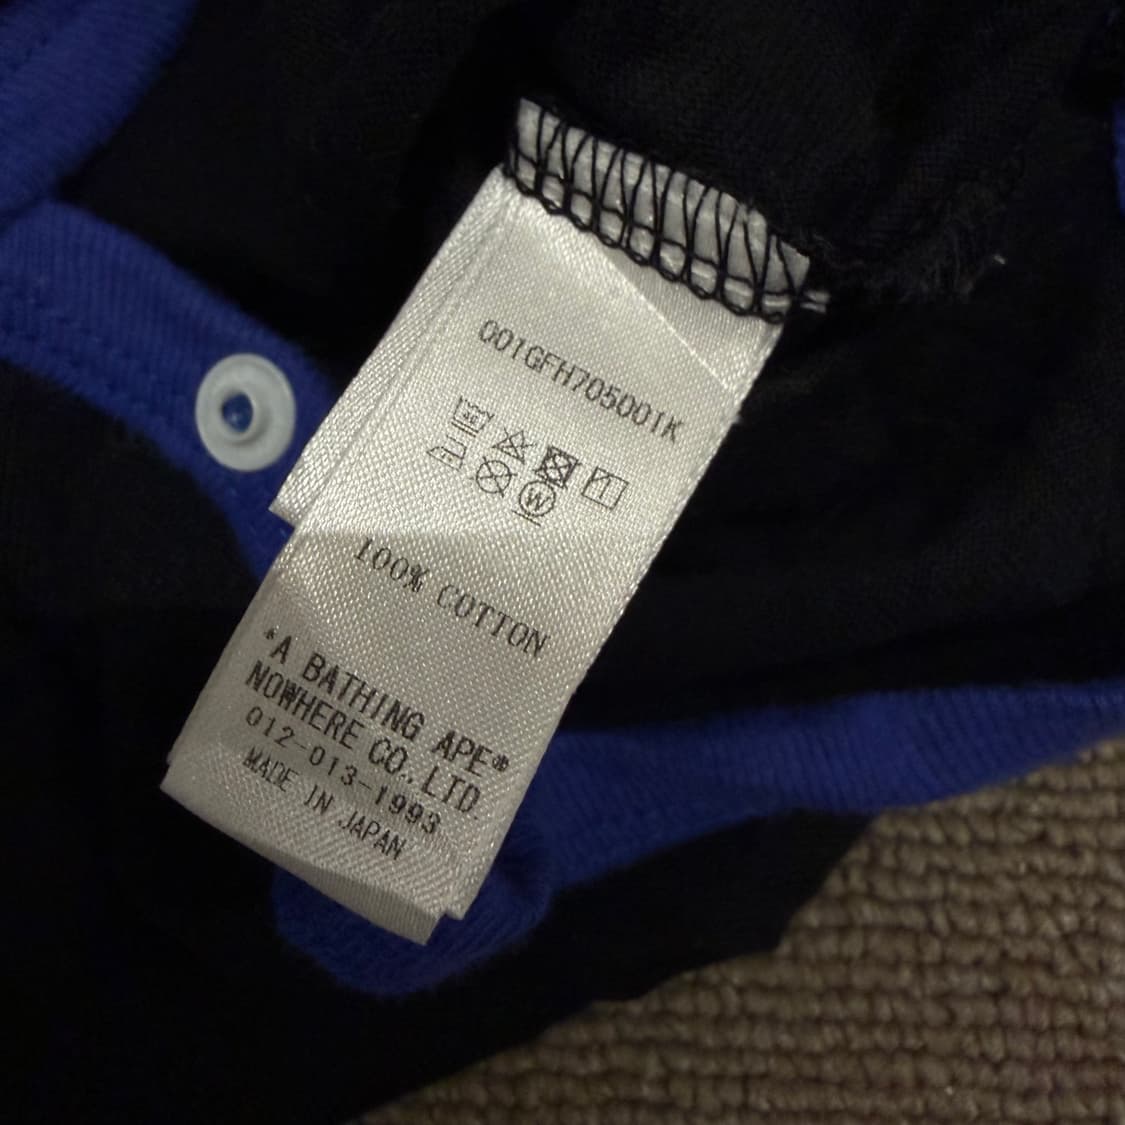 001GFH705001K
W
100% COTTON
*A BATHING APE®
NOWHERE CO., LTD.
012-013-1993
MADE IN JAPAN